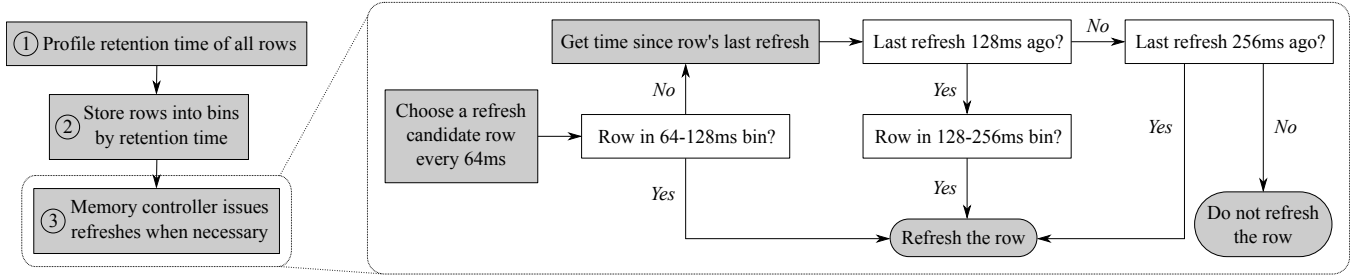 ① Profile retention time of all rows
② Store rows into bins
by retention time
③ Memory controller issues
refreshes when necessary
Choose a refresh
candidate row
every 64ms
Get time since row's last refresh
No
Row in 64-128ms bin?
Yes
Last refresh 128ms ago?
No
Yes
Row in 128-256ms bin?
Yes
Refresh the row
Last refresh 256ms ago?
Yes
No
Do not refresh
the row